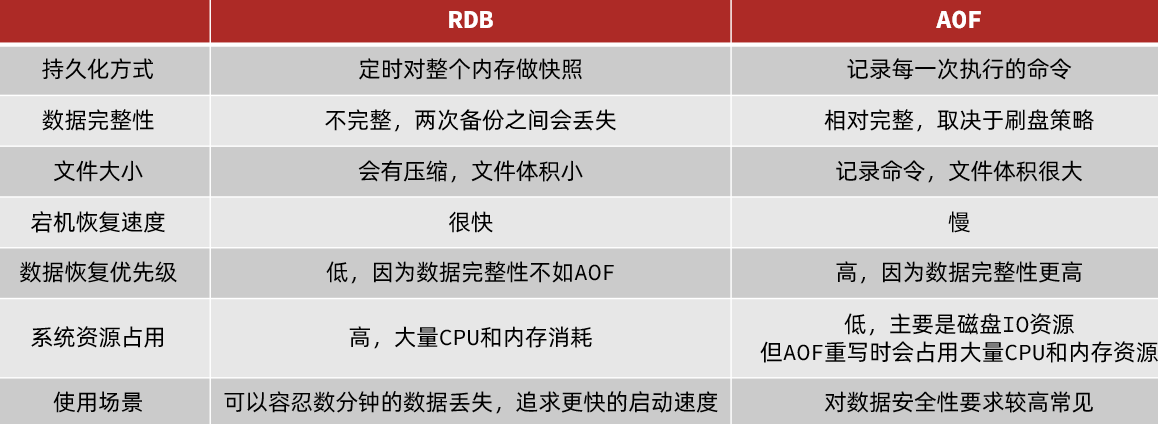 RDB AOF
持久化方式 定时对整个内存做快照 记录每一次执行的命令
数据完整性 不完整，两次备份之间会丢失 相对完整，取决于刷盘策略
文件大小 会有压缩，文件体积小 记录命令，文件体积很大
宕机恢复速度 很快 慢
数据恢复优先级 低，因为数据完整性不如AOF 高，因为数据完整性更高
系统资源占用 高，大量CPU和内存消耗 低，主要是磁盘IO资源
但AOF重写时会占用大量CPU和内存资源
使用场景 可以容忍数分钟的数据丢失，追求更快的启动速度 对数据安全性要求较高常见